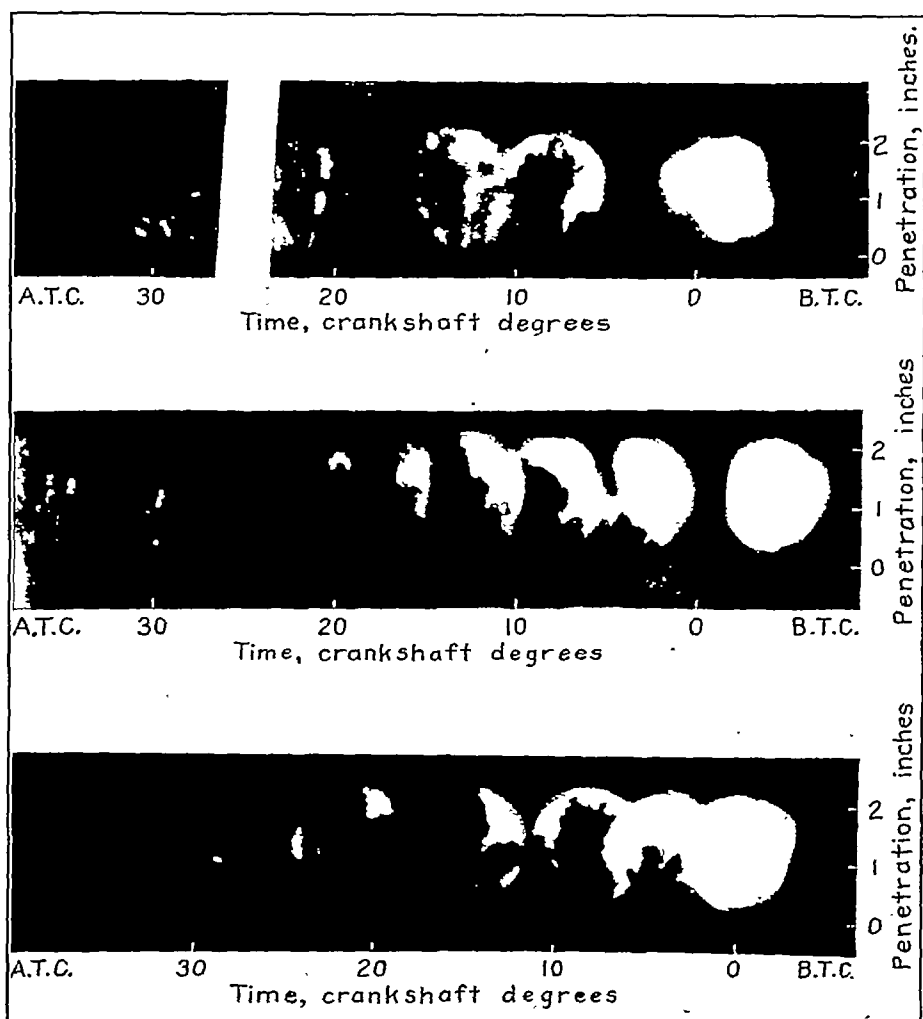 Penetration, inches.
2
1
0
A.T.C. 30 20 10 0 B.T.C.
Time, crankshaft degrees
Penetration, inches
2
1
0
A.T.C. 30 20 10 0 B.T.C.
Time, crankshaft degrees
Penetration, inches
2
1
0
A.T.C. 30 20 10 0 B.T.C.
Time, crankshaft degrees